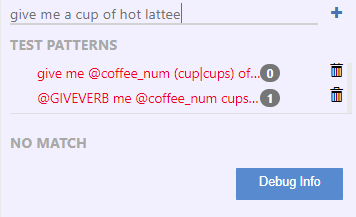 give me a cup of hot lattee
TEST PATTERNS
give me @coffee_num (cup|cups) of... 0
@GIVEVERB me @coffee_num cups... 1
NO MATCH
Debug Info